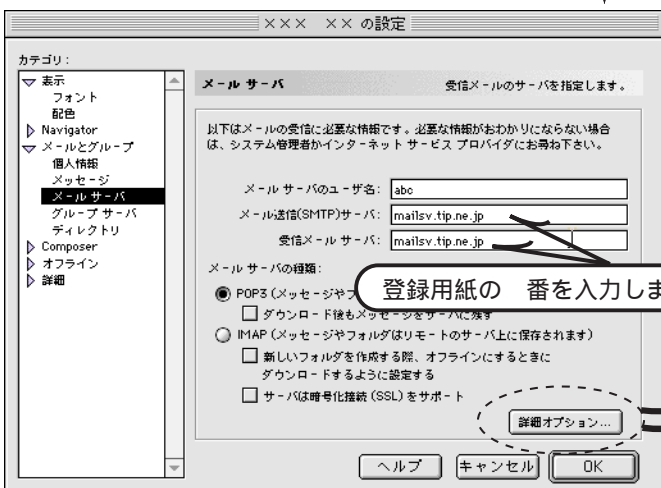 ××× ×× の設定
カテゴリ:
表示
フォント
配色
Navigator
メールとグループ
個人情報
メッセージ
メール サーバ
グループ サーバ
ディレクトリ
Composer
オフライン
詳細
メール サーバ
受信メールのサーバを指定します。
以下はメールの受信に必要な情報です。必要な情報がおわかりにならない場合
は、システム管理者かインターネット サービス プロバイダにお尋ね下さい。
メール サーバのユーザ名: abc
メール送信(SMTP)サーバ: mailsv.tip.ne.jp
受信メール サーバ: mailsv.tip.ne.jp
メール サーバの種類:
登録用紙の 番を入力しま
POP3 (メッセージやフ
ダウンロード後もメッセージをサーバに残す
IMAP (メッセージやフォルダはリモートのサーバ上に保存されます)
新しいフォルダを作成する際、オフラインにするときに
ダウンロードするように設定する
サーバは暗号化接続 (SSL) をサポート
詳細オプション...
ヘルプ キャンセル OK